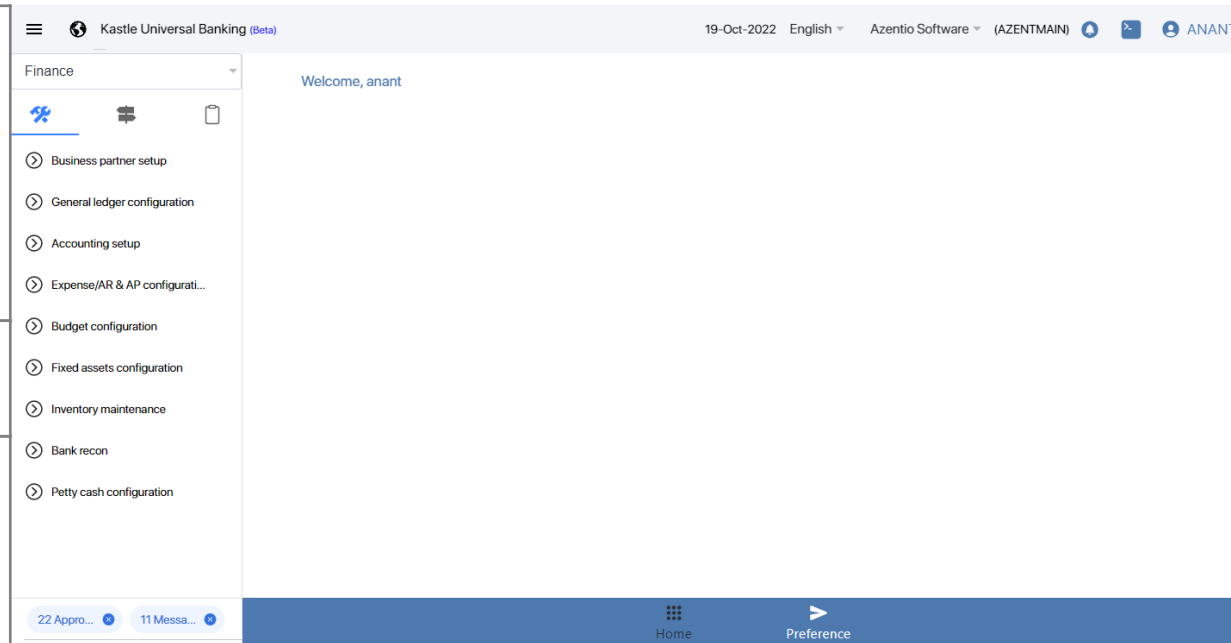 Kastle Universal Banking (Beta)
19-Oct-2022 English Azentio Software (AZENTMAIN) ANANT
Finance
Welcome, anant
Business partner setup
General ledger configuration
Accounting setup
Expense/AR & AP configurati...
Budget configuration
Fixed assets configuration
Inventory maintenance
Bank recon
Petty cash configuration
22 Appro... 11 Messa...
Home Preference